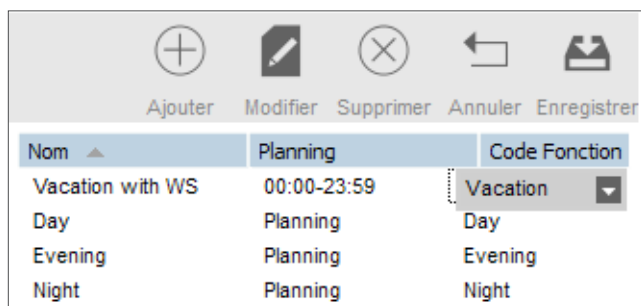 Ajouter Modifier Supprimer Annuler Enregistrer
Nom Planning Code Fonction
Vacation with WS 00:00-23:59 Vacation
Day Planning Day
Evening Planning Evening
Night Planning Night